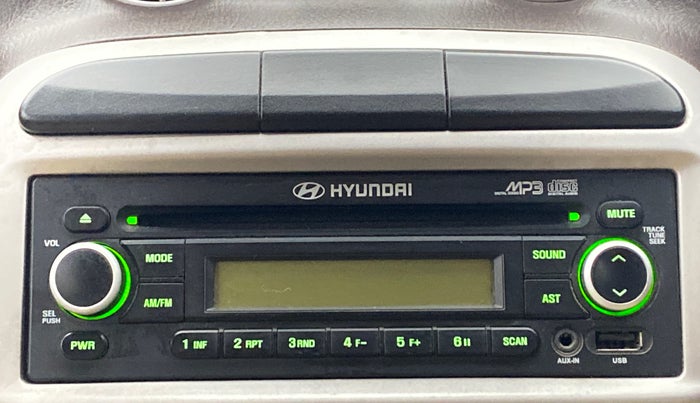 HYUNDAI
MP3
disc
MUTE
VOL
TRACK
TUNE
SEEK
MODE
SOUND
AM/FM
AST
SEL
PUSH
PWR
1 INF
2 RPT
3 RND
4 F-
5 F+
6 II
SCAN
AUX-IN
USB